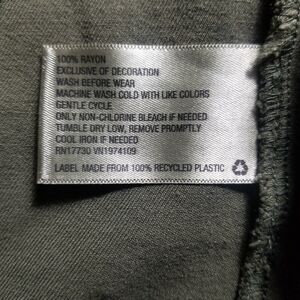 100% RAYON
EXCLUSIVE OF DECORATION
WASH BEFORE WEAR
MACHINE WASH COLD WITH LIKE COLORS
GENTLE CYCLE
ONLY NON-CHLORINE BLEACH IF NEEDED
TUMBLE DRY LOW, REMOVE PROMPTLY
COOL IRON IF NEEDED
RN17730 VN1974109
LABEL MADE FROM 100% RECYCLED PLASTIC